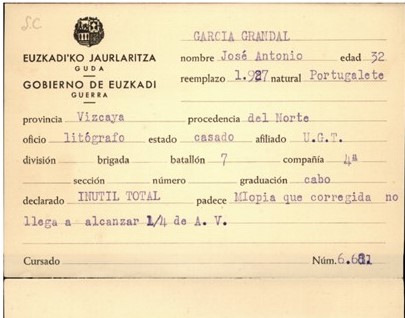 S.C
GARCIA GRANDAL
EUZKADI'KO JAURLARITZA
GUDA
GOBIERNO DE EUZKADI
GUERRA
nombre José Antonio edad 32
reemplazo 1.927 natural Portugalete
provincia Vizcaya procedencia del Norte
oficio litógrafo estado casado afiliado U.G.T.
división brigada batallón 7 compañía 4ª
sección número graduación cabo
declarado INUTIL TOTAL padece MIopia que corregida no
llega a alcanzar 1/4 de A. V.
Cursado Núm.